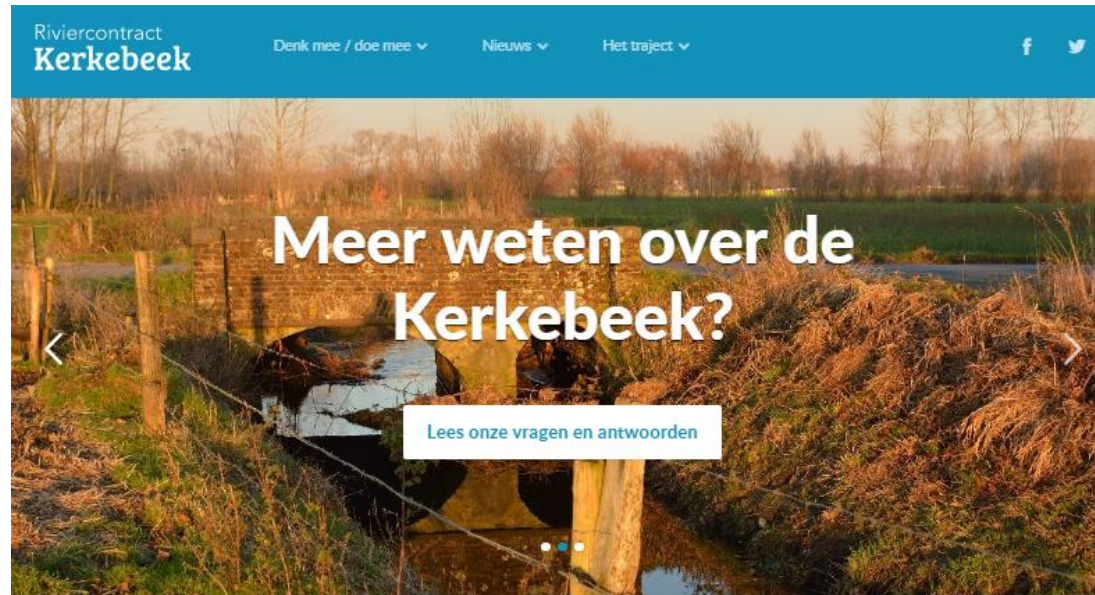 Riviercontract
Kerkebeek
Denk mee / doe mee
Nieuws
Het traject
Meer weten over de
Kerkebeek?
Lees onze vragen en antwoorden